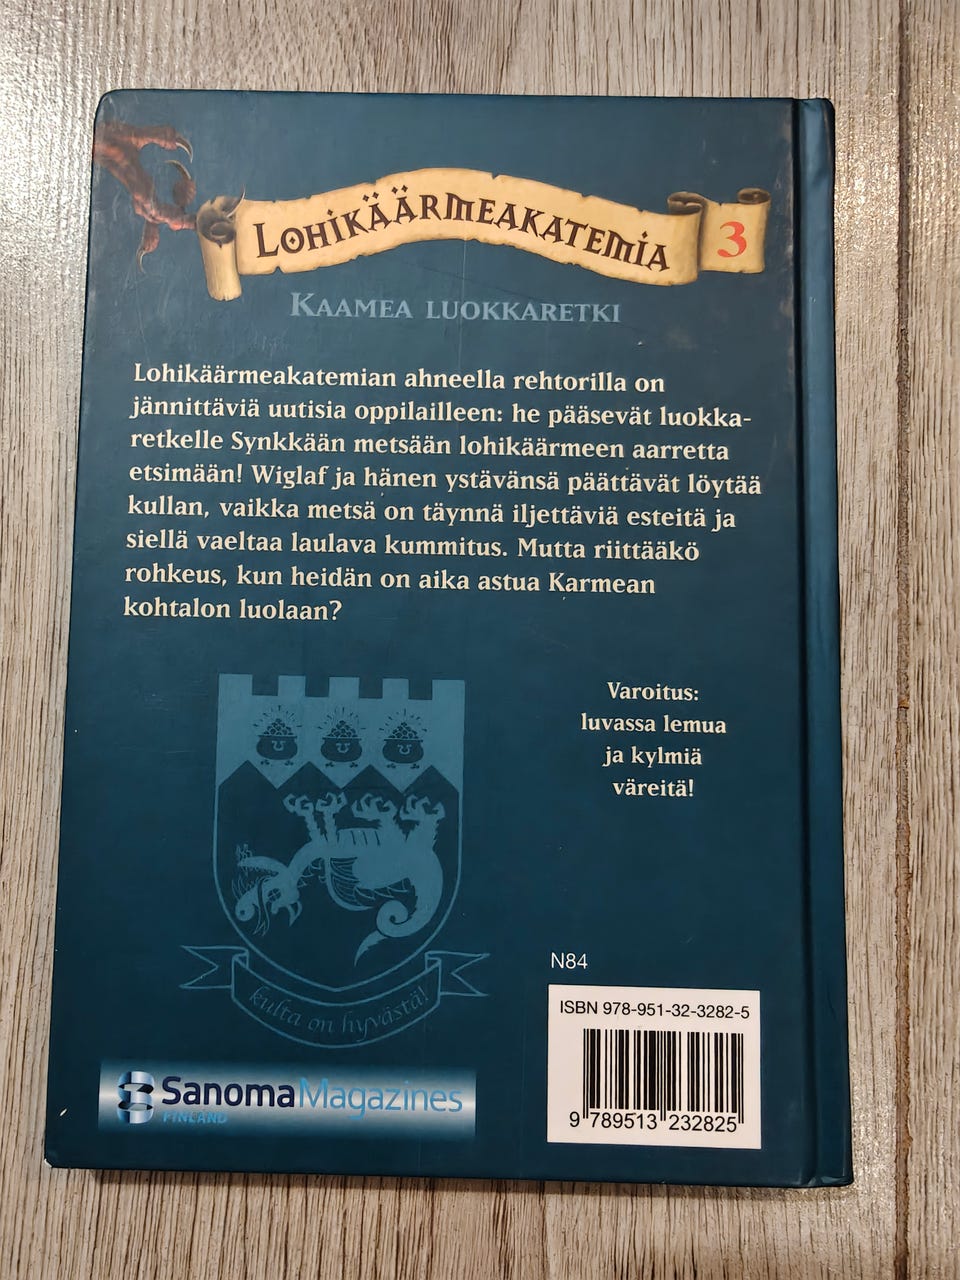 LOHIKÄÄRMEAKATEMIA 3
KAAMEA LUOKKARETKI
Lohikäärmeakatemian ahneella rehtorilla on
jännittäviä uutisia oppilailleen: he pääsevät luokka-
retkelle Synkkään metsään lohikäärmeen aarretta
etsimään! Wiglaf ja hänen ystävänsä päättävät löytää
kullan, vaikka metsä on täynnä iljettäviä esteitä ja
siellä vaeltaa laulava kummitus. Mutta riittääkö
rohkeus, kun heidän on aika astua Karmean
kohtalon luolaan?
Varoitus:
luvassa lemua
ja kylmiä
väreitä!
kulta on hyvästä!
N84
ISBN 978-951-32-3282-5
9 789513 232825
SanomaMagazines
FINLAND